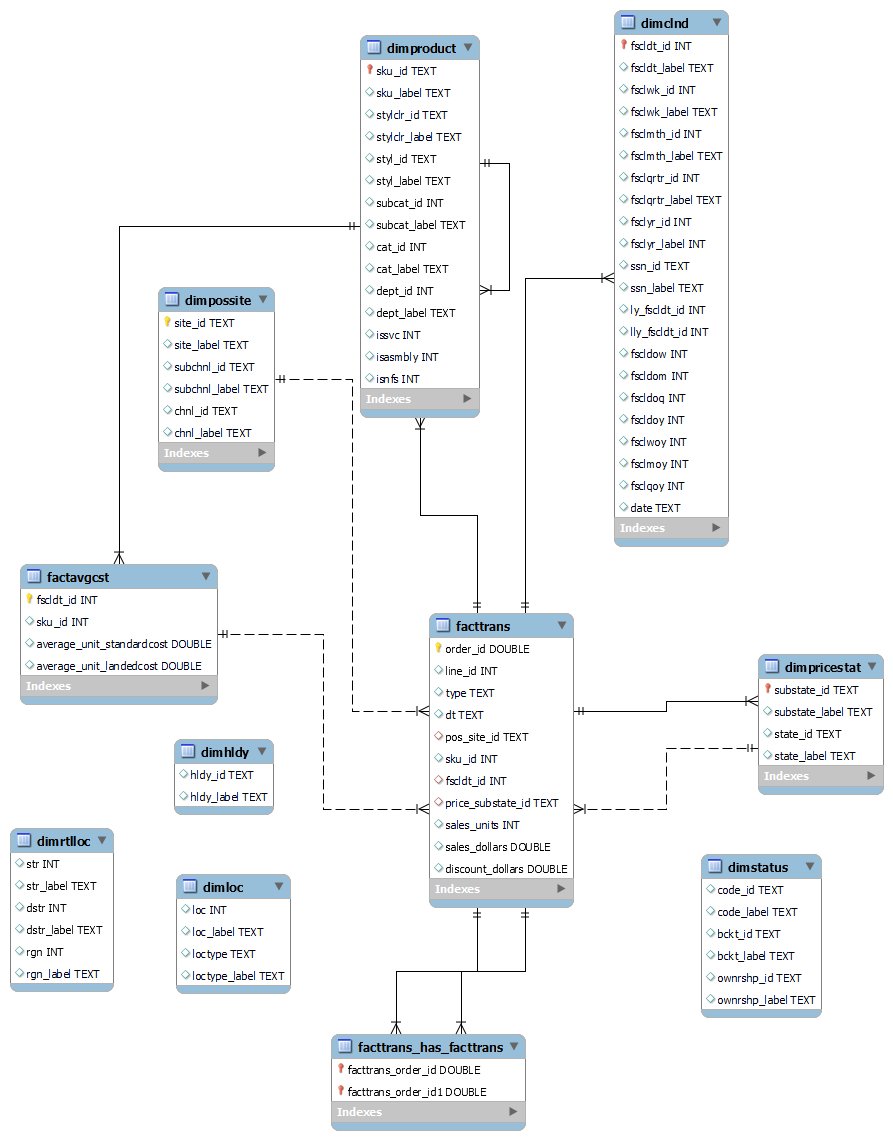 dimproduct
sku_id TEXT
sku_label TEXT
stylclr_id TEXT
stylclr_label TEXT
styl_id TEXT
styl_label TEXT
subcat_id INT
subcat_label TEXT
cat_id INT
cat_label TEXT
dept_id INT
dept_label TEXT
issvc INT
isasmbly INT
isnfs INT
Indexes
dimclnd
fscldt_id INT
fscldt_label TEXT
fsclwk_id INT
fsclwk_label TEXT
fsclmth_id INT
fsclmth_label TEXT
fsclqrtr_id INT
fsclqrtr_label TEXT
fsclyr_id INT
fsclyr_label INT
ssn_id TEXT
ssn_label TEXT
ly_fscldt_id INT
lly_fscldt_id INT
fscldow INT
fscldom INT
fscldoq INT
fscldoy INT
fsclwoy INT
fsclmoy INT
fsclqoy INT
date TEXT
Indexes
dimpossite
site_id TEXT
site_label TEXT
subchnl_id TEXT
subchnl_label TEXT
chnl_id TEXT
chnl_label TEXT
Indexes
factavgcst
fscldt_id INT
sku_id INT
average_unit_standardcost DOUBLE
average_unit_landedcost DOUBLE
Indexes
facttrans
order_id DOUBLE
line_id INT
type TEXT
dt TEXT
pos_site_id TEXT
sku_id INT
fscldt_id INT
price_substate_id TEXT
sales_units INT
sales_dollars DOUBLE
discount_dollars DOUBLE
Indexes
dimpricestat
substate_id TEXT
substate_label TEXT
state_id TEXT
state_label TEXT
Indexes
dimhldy
hldy_id TEXT
hldy_label TEXT
dimrtlloc
str INT
str_label TEXT
dstr INT
dstr_label TEXT
rgn INT
rgn_label TEXT
dimloc
loc INT
loc_label TEXT
loctype TEXT
loctype_label TEXT
dimstatus
code_id TEXT
code_label TEXT
bckt_id TEXT
bckt_label TEXT
ownrshp_id TEXT
ownrshp_label TEXT
facttrans_has_facttrans
facttrans_order_id DOUBLE
facttrans_order_id1 DOUBLE
Indexes